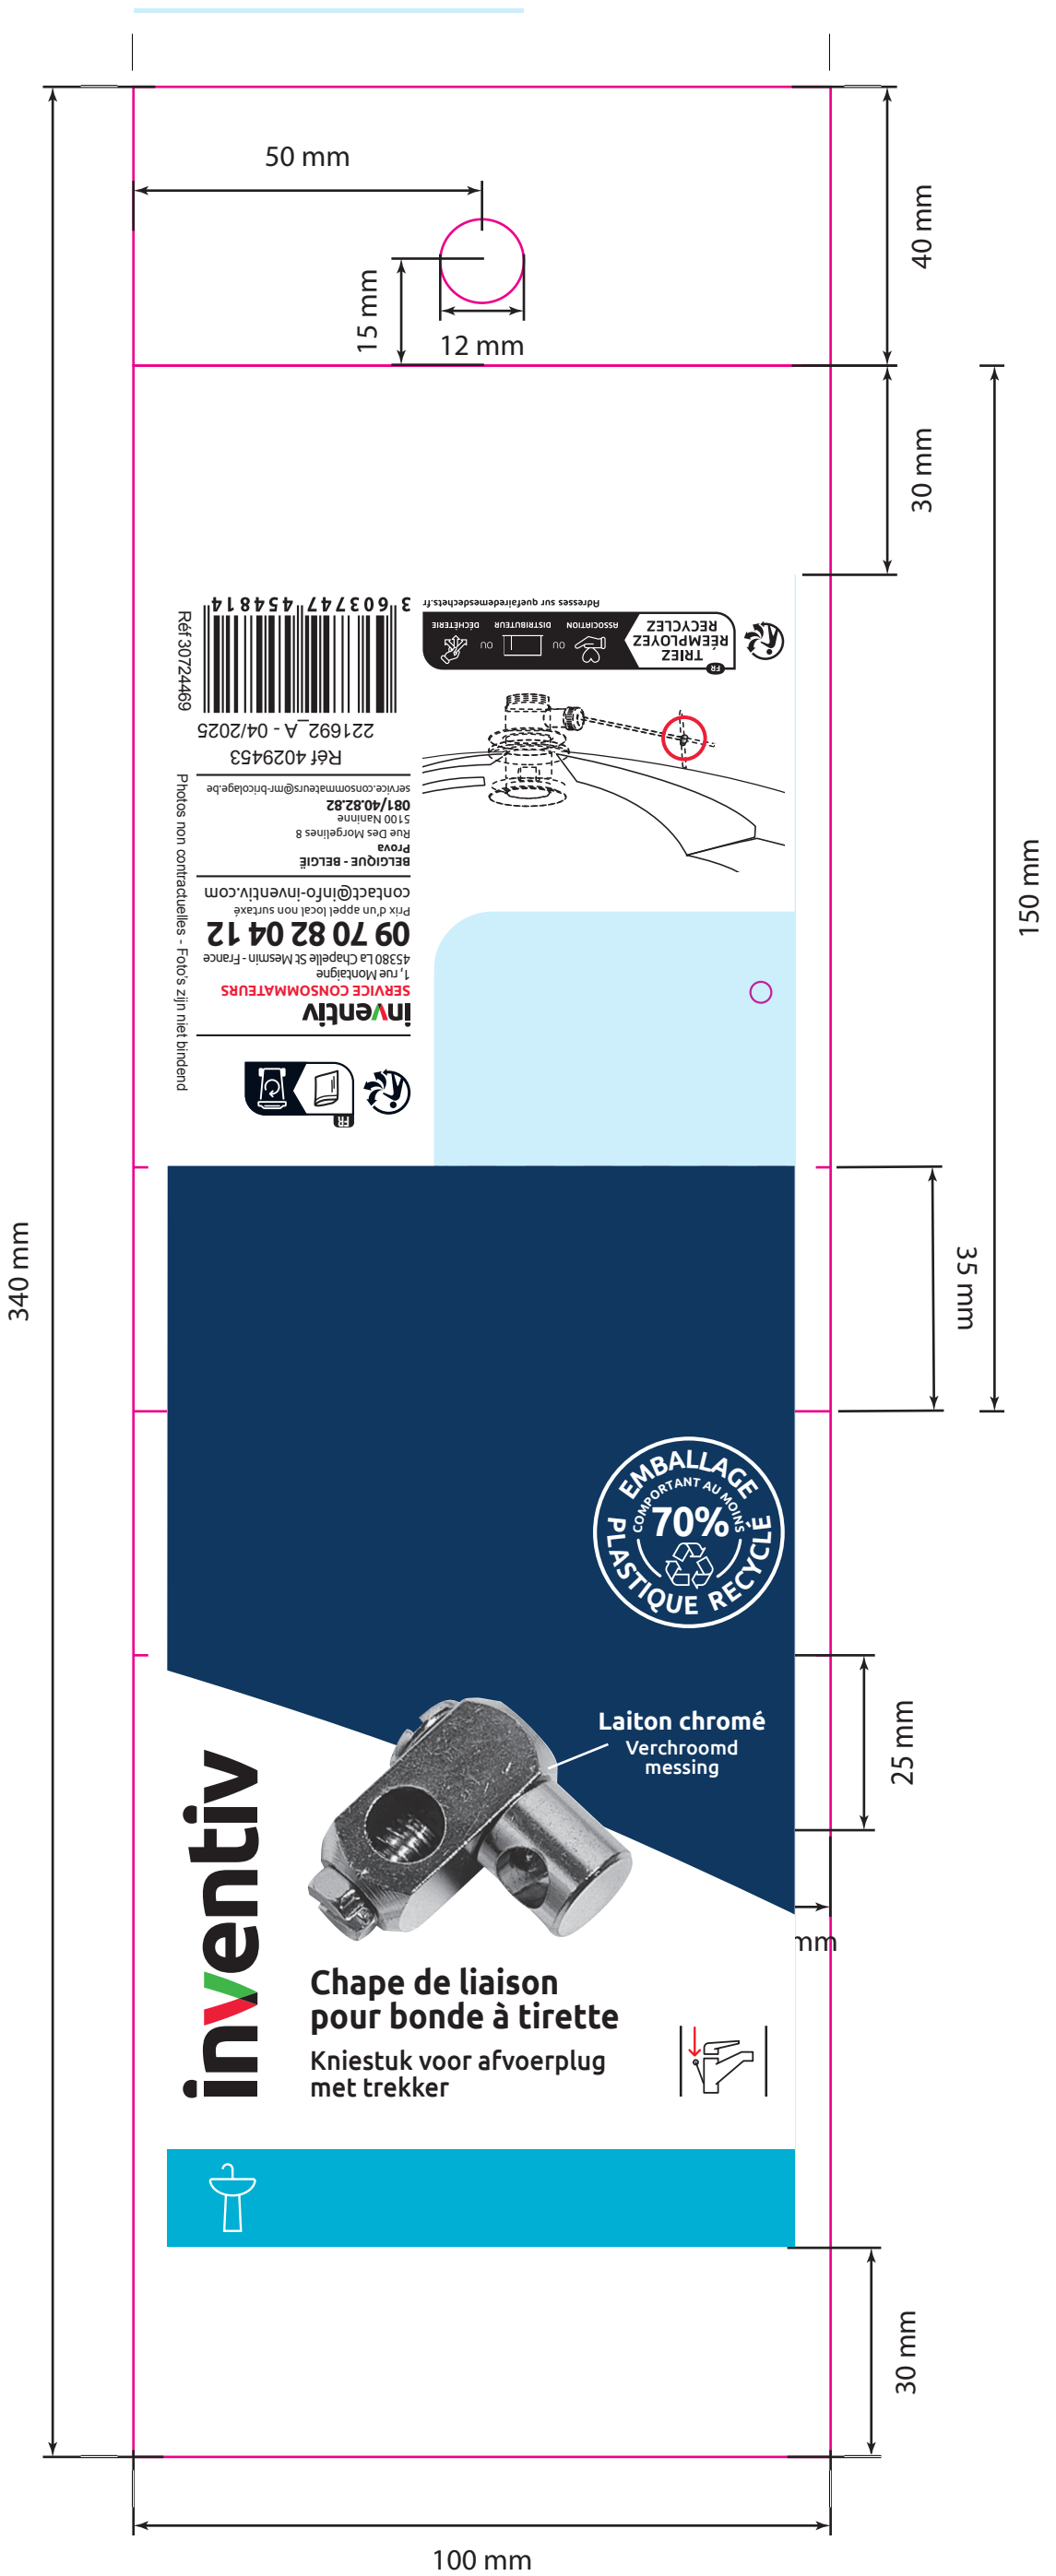 50 mm
40 mm
15 mm
12 mm
30 mm
150 mm
340 mm
FR
TRIEZ
RÉEMPLOYEZ
RECYCLEZ
ASSOCIATION
OU
DISTRIBUTEUR
OU
DÉCHÈTERIE
Adresses sur quefairedemesdechets.fr
FR
inventiv
SERVICE CONSOMMATEURS
1, rue Montaigne
45380 La Chapelle St Mesmin - France
09 70 82 04 12
Prix d'un appel local non surtaxé
contact@info-inventiv.com
BELGIQUE - BELGIË
Prova
Rue Des Morgelines 8
5100 Naninne
081/40.82.82
service.consommateurs@mr-bricolage.be
Réf 4029453
221692_A - 04/2025
3 603747 454814
Réf 30724469
Photos non contractuelles - Foto's zijn niet bindend
35 mm
EMBALLAGE
COMPORTANT AU MOINS
70%
PLASTIQUE RECYCLÉ
25 mm
Laiton chromé
Verchroomd
messing
mm
inventiv
Chape de liaison
pour bonde à tirette
Kniestuk voor afvoerplug
met trekker
30 mm
100 mm